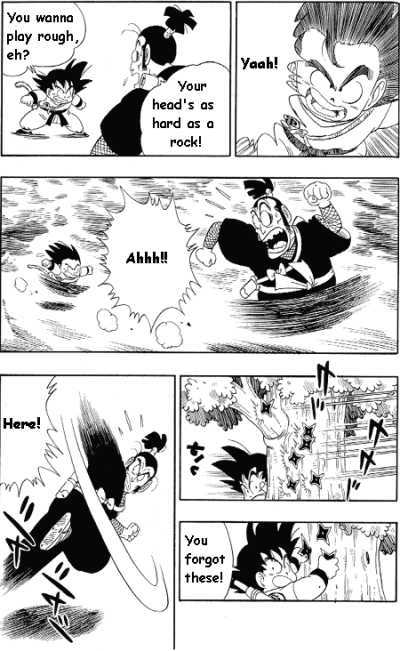 You wanna
play rough,
eh?
Your
head's as
hard as a
rock!
Yaah!
Ahhh!!
Here!
You
forgot
these!